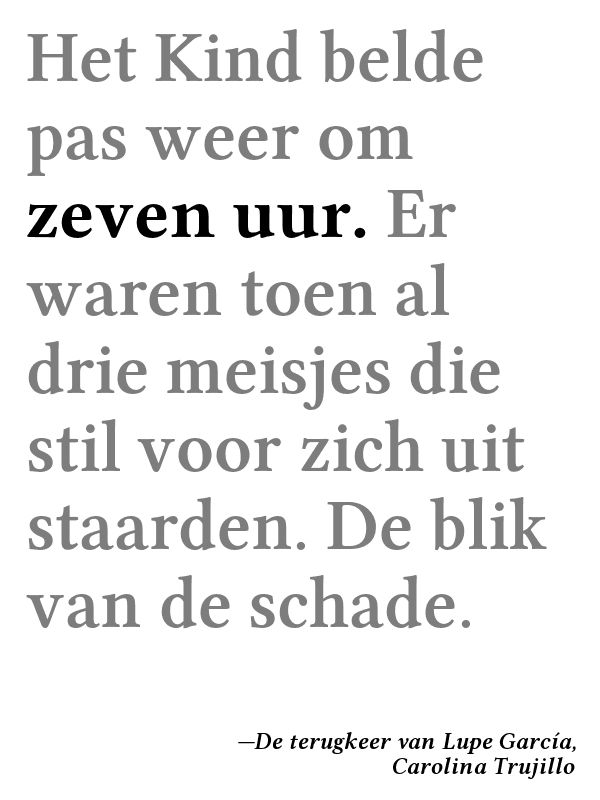 Het Kind belde
pas weer om
zeven uur. Er
waren toen al
drie meisjes die
stil voor zich uit
staarden. De blik
van de schade.
—De terugkeer van Lupe García,
Carolina Trujillo